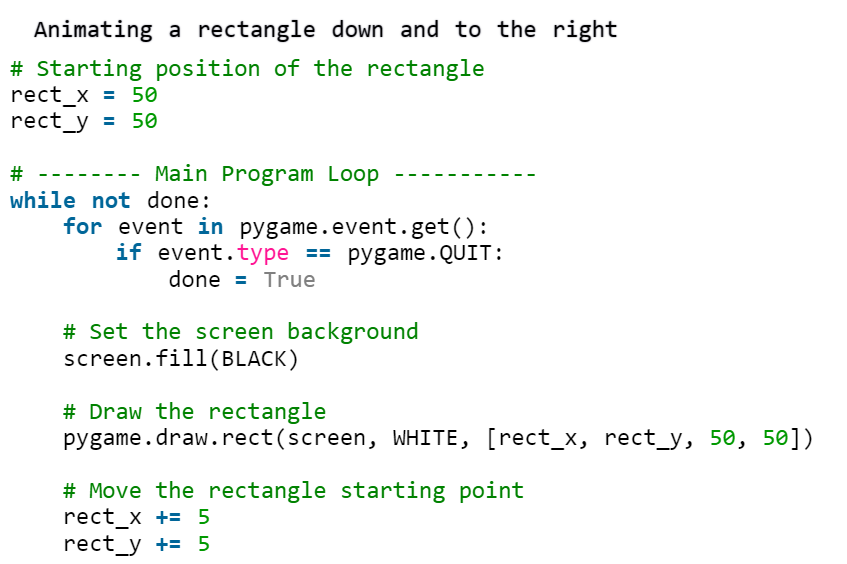 Animating a rectangle down and to the right
# Starting position of the rectangle
rect_x = 50
rect_y = 50
# -------- Main Program Loop -----------
while not done:
    for event in pygame.event.get():
        if event.type == pygame.QUIT:
            done = True
    # Set the screen background
    screen.fill(BLACK)
    # Draw the rectangle
    pygame.draw.rect(screen, WHITE, [rect_x, rect_y, 50, 50])
    # Move the rectangle starting point
    rect_x += 5
    rect_y += 5